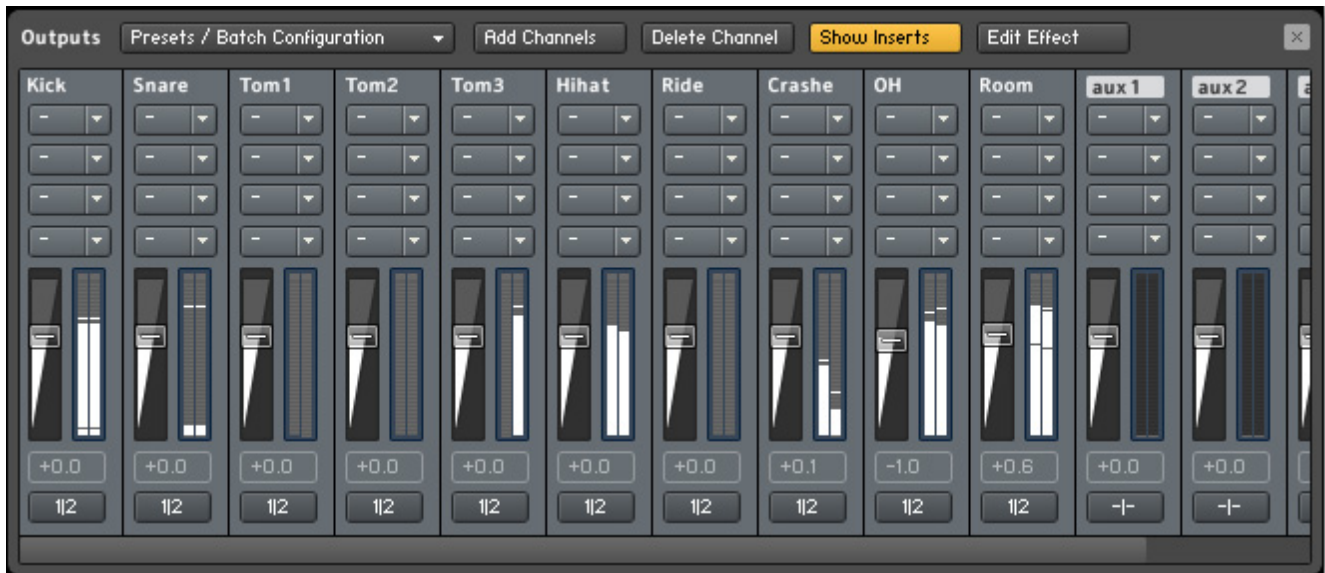 Outputs Presets / Batch Configuration Add Channels Delete Channel Show Inserts Edit Effect
Kick Snare Tom1 Tom2 Tom3 Hihat Ride Crashe OH Room aux1 aux2
- - - - - - - - - - - -
- - - - - - - - - - - -
- - - - - - - - - - - -
- - - - - - - - - - - -
+0.0 +0.0 +0.0 +0.0 +0.0 +0.0 +0.0 +0.1 -1.0 +0.6 +0.0 +0.0
1|2 1|2 1|2 1|2 1|2 1|2 1|2 1|2 1|2 1|2 -|- -|-